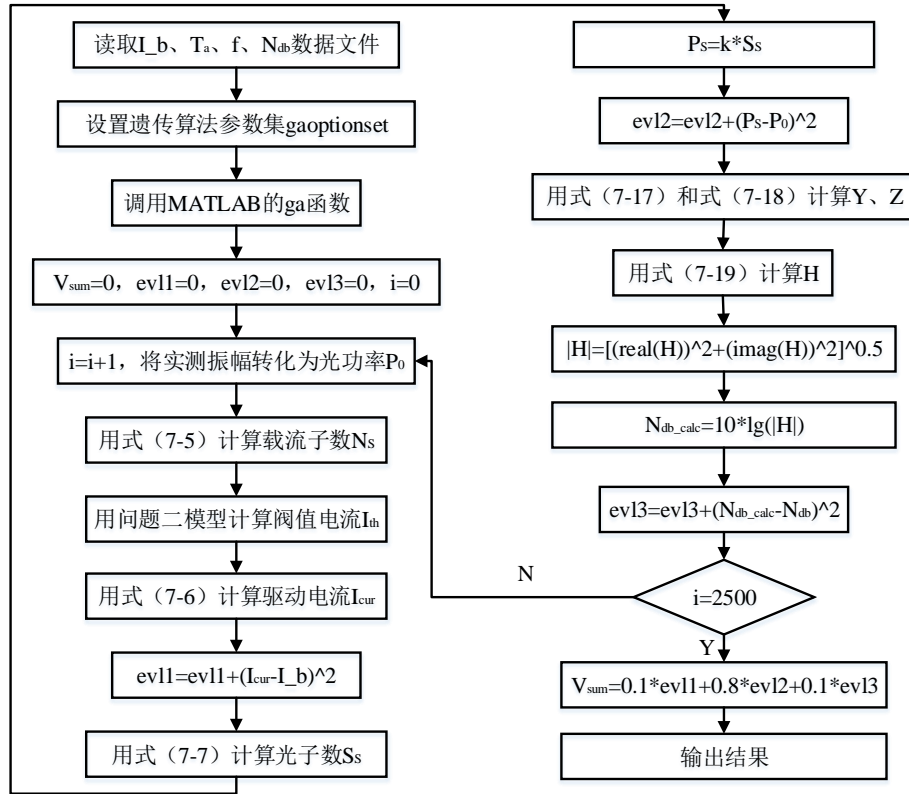 读取I_b、Ta、f、Ndb数据文件
设置遗传算法参数集gaoptionset
调用MATLAB的ga函数
Vsum=0，evl1=0，evl2=0，evl3=0，i=0
i=i+1，将实测振幅转化为光功率P0
用式（7-5）计算载流子数Ns
用问题二模型计算阀值电流Ith
用式（7-6）计算驱动电流Icur
evl1=evl1+(Icur-I_b)^2
用式（7-7）计算光子数Ss
Ps=k*Ss
evl2=evl2+(Ps-P0)^2
用式（7-17）和式（7-18）计算Y、Z
用式（7-19）计算H
|H|=[(real(H))^2+(imag(H))^2]^0.5
Ndb_calc=10*lg(|H|)
evl3=evl3+(Ndb_calc-Ndb)^2
N
i=2500
Y
Vsum=0.1*evl1+0.8*evl2+0.1*evl3
输出结果